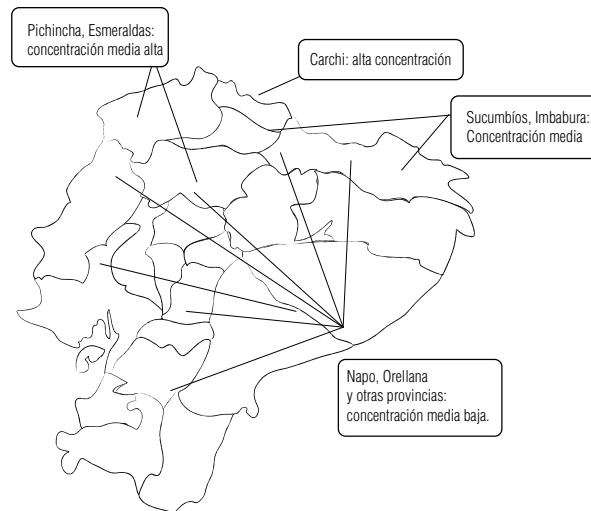 Pichincha, Esmeraldas:
concentración media alta
Carchi: alta concentración
Sucumbíos, Imbabura:
Concentración media
Napo, Orellana
y otras provincias:
concentración media baja.